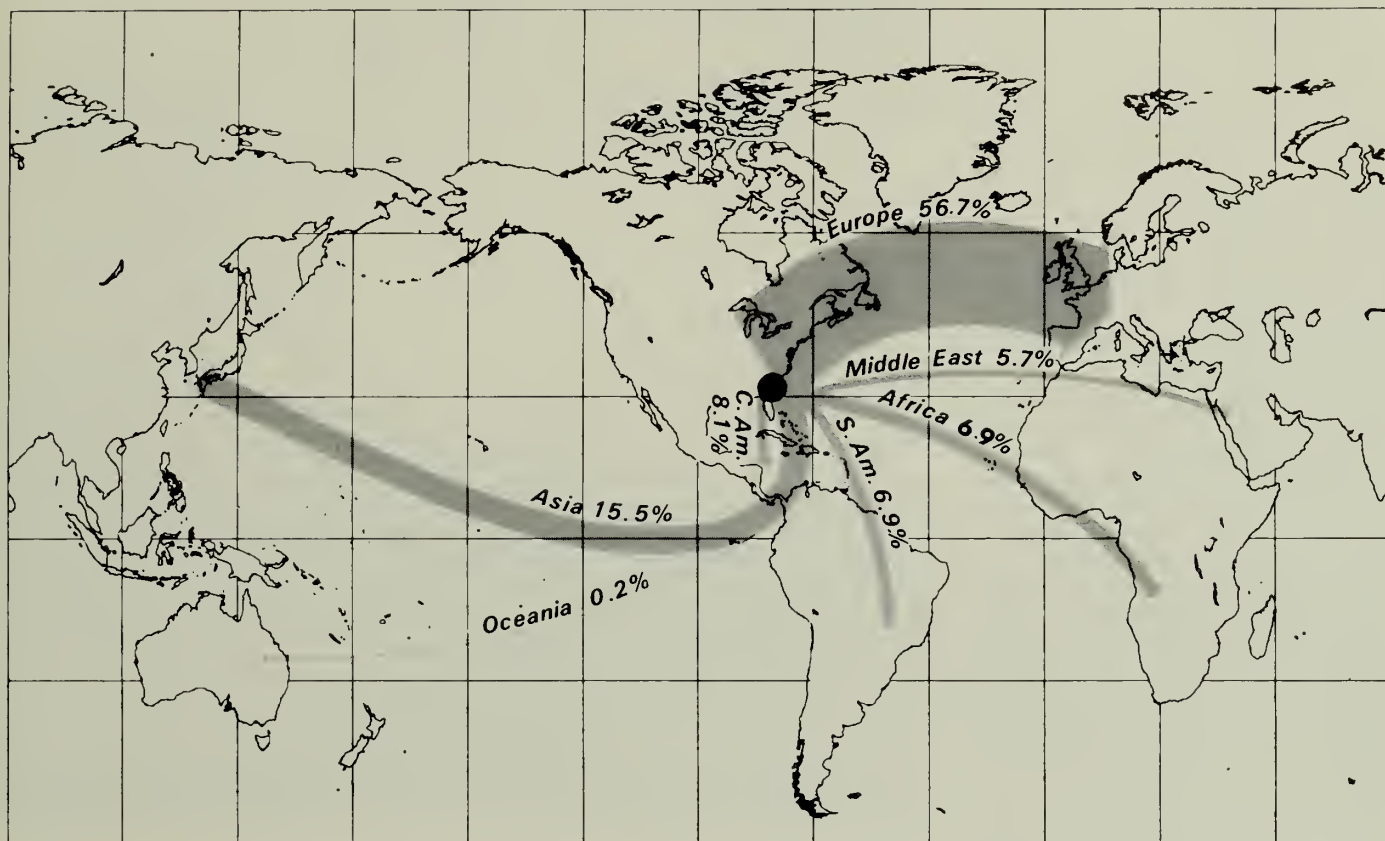 Europe 56.7%
Middle East 5.7%
Africa 6.9%
C. Am.
8.1%
S. Am. 6.9%
Asia 15.5%
Oceania 0.2%